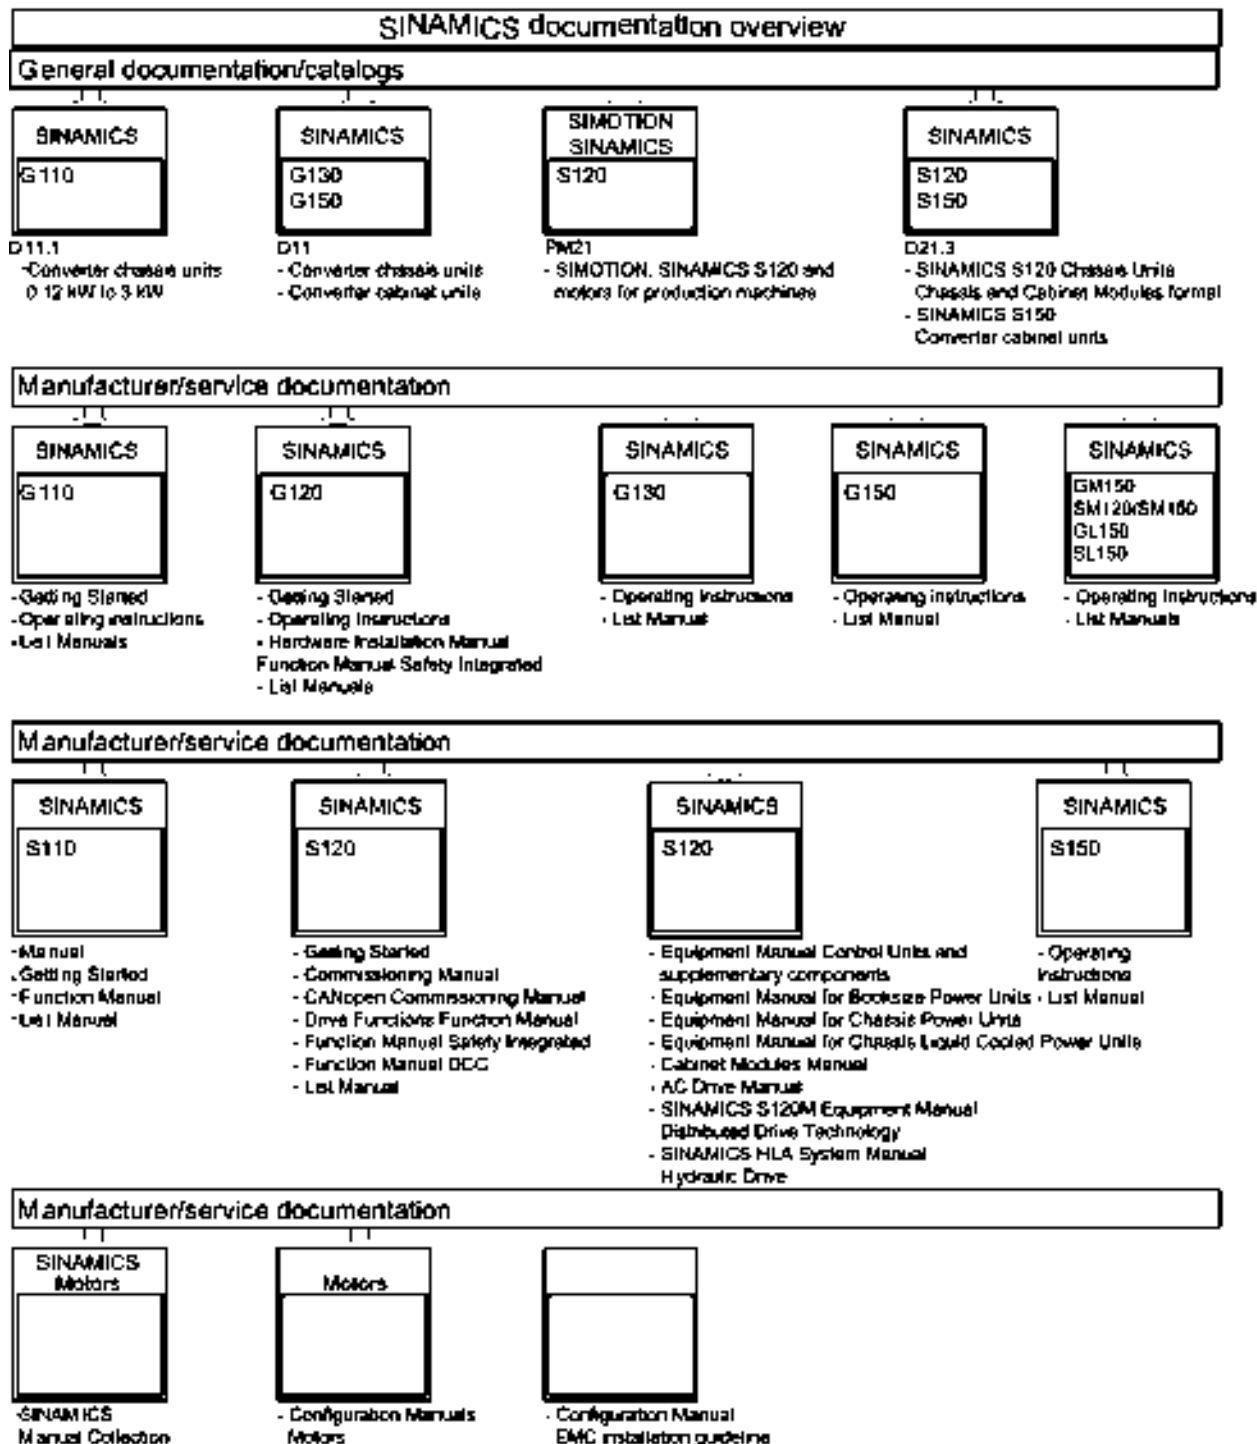 SINAMICS documentation overview
General documentation/catalogs
SINAMICS
G110
D11.1
- Converter chassis units
0.12 kW to 3 kW
SINAMICS
G130
G150
D11
- Converter chassis units
- Converter cabinet units
SIMOTION
SINAMICS
S120
PM21
- SIMOTION, SINAMICS S120 and
motors for production machines
SINAMICS
S120
S150
D21.3
- SINAMICS S120 Chassis Units
Chassis and Cabinet Modules format
- SINAMICS S150
Converter cabinet units
Manufacturer/service documentation
SINAMICS
G110
- Getting Started
- Operating instructions
- List Manuals
SINAMICS
G120
- Getting Started
- Operating Instructions
- Hardware Installation Manual
Function Manual Safety Integrated
- List Manuals
SINAMICS
G130
- Operating Instructions
- List Manual
SINAMICS
G150
- Operating instructions
- List Manual
SINAMICS
GM150
SM120/SM150
GL150
SL150
- Operating Instructions
- List Manuals
Manufacturer/service documentation
SINAMICS
S110
- Manual
- Getting Started
- Function Manual
- List Manual
SINAMICS
S120
- Getting Started
- Commissioning Manual
- CANopen Commissioning Manual
- Drive Functions Function Manual
- Function Manual Safety Integrated
- Function Manual DCC
- List Manual
SINAMICS
S120
- Equipment Manual Control Units and
supplementary components
- Equipment Manual for Booksize Power Units
- Equipment Manual for Chassis Power Units
- Equipment Manual for Chassis Liquid Cooled Power Units
- Cabinet Modules Manual
- AC Drive Manual
- SINAMICS S120M Equipment Manual
Distributed Drive Technology
- SINAMICS HLA System Manual
Hydraulic Drive
SINAMICS
S150
- Operating
Instructions
- List Manual
Manufacturer/service documentation
SINAMICS
Motors
- SINAMICS
Manual Collection
Motors
- Configuration Manuals
Motors
- Configuration Manual
EMC installation guideline